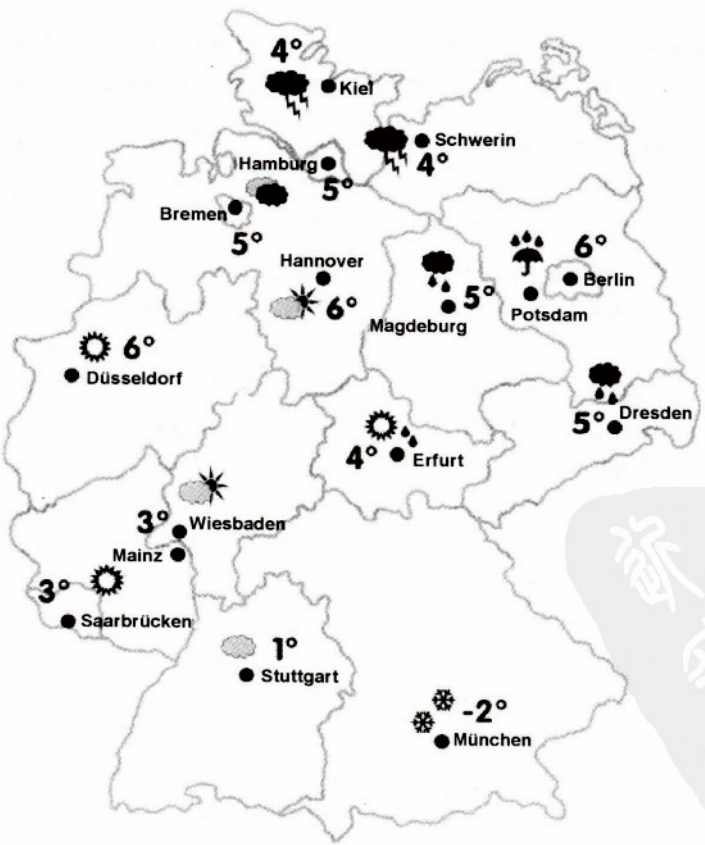 4°
Kiel
Schwerin
4°
Hamburg
5°
Bremen
5°
Hannover
6°
6°
Berlin
Potsdam
5°
Magdeburg
6°
Düsseldorf
Dresden
5°
4°
Erfurt
3°
Wiesbaden
Mainz
3°
Saarbrücken
1°
Stuttgart
-2°
München